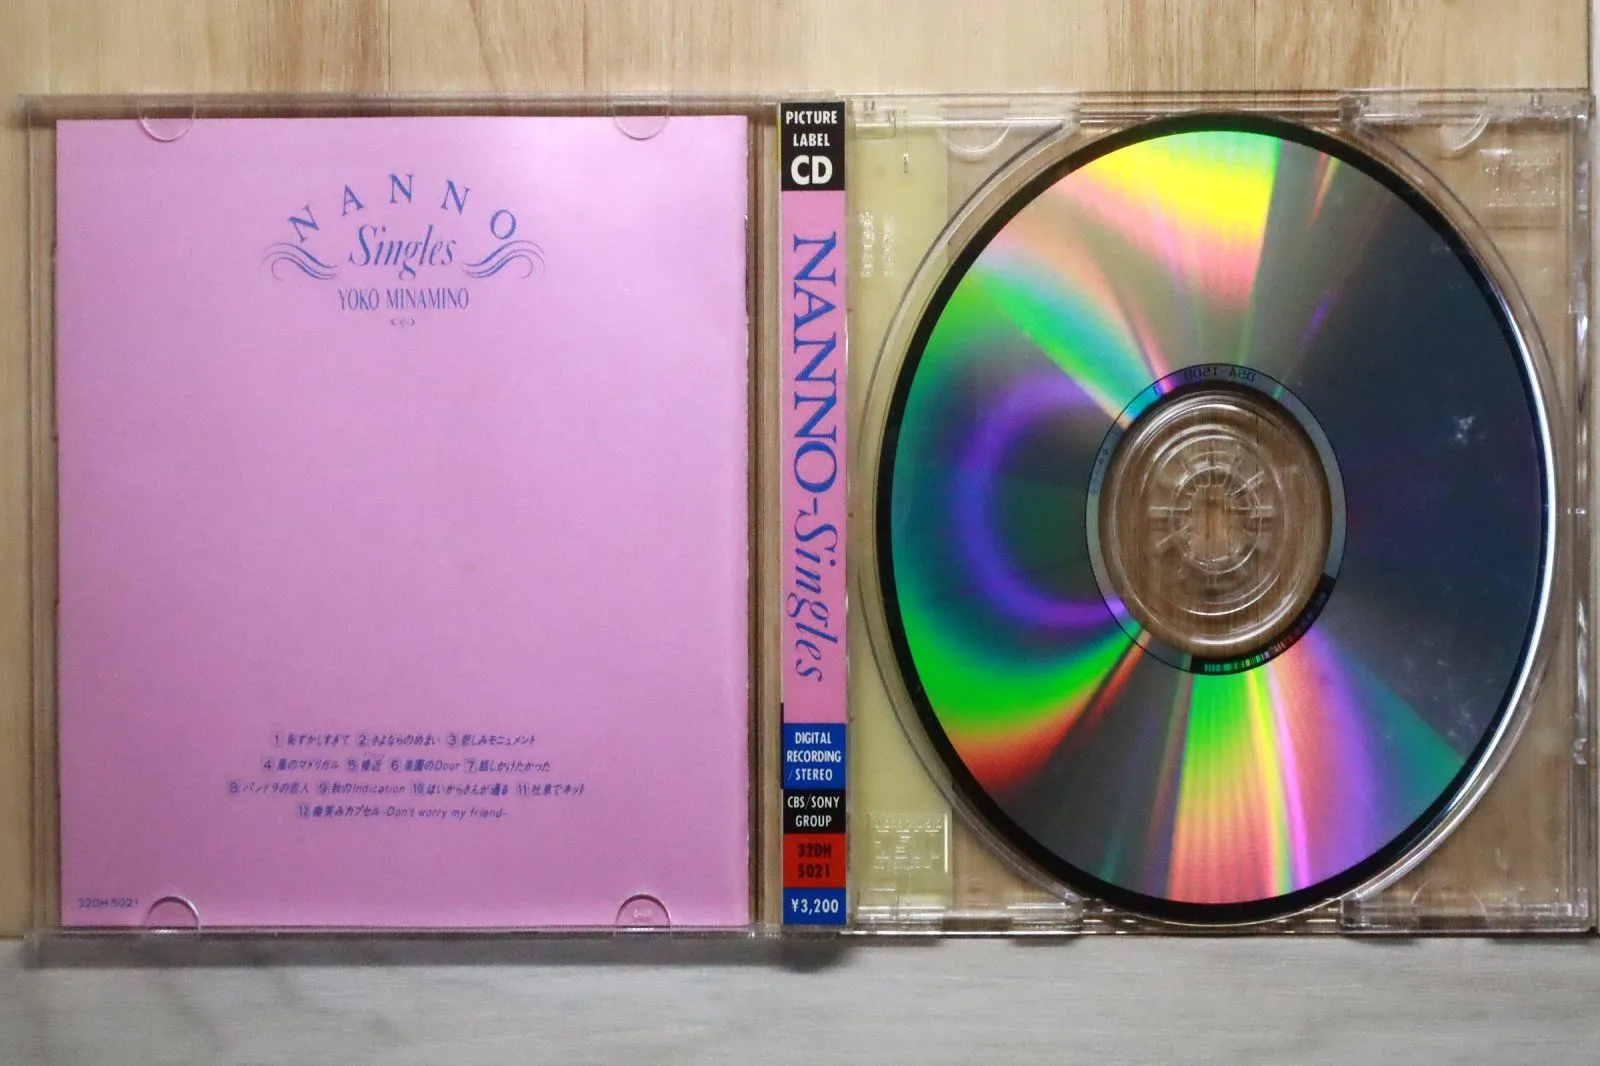 NANNO
Singles
YOKO MINAMINO
1 恥ずかしすぎて 2 さよならのめまい 3 悲しみモニュメント
4 風のマドリガル 5 接近 6 楽園のDoor 7 話しかけたかった
8 パンドラの恋人 9 秋のIndication 10 はいからさんが通る 11 吐息でネット
12 微笑みカプセル-Don't worry my friend-
32DH 5021
PICTURE
LABEL
CD
NANNO-Singles
DIGITAL
RECORDING
/STEREO
CBS/SONY
GROUP
32DH
5021
¥3,200